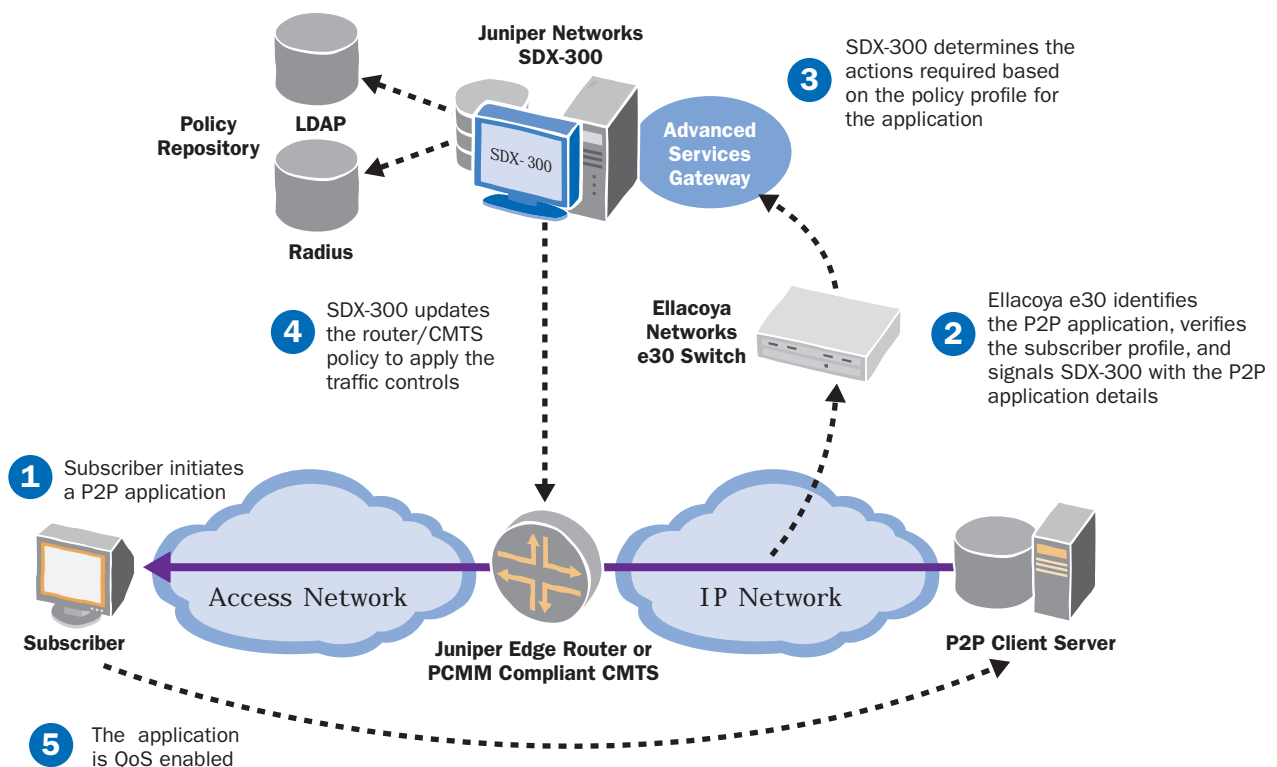 Juniper Networks
SDX-300
3
SDX-300 determines the
actions required based
on the policy profile for
the application
Policy
Repository
LDAP
Radius
SDX-300
Advanced
Services
Gateway
4
SDX-300 updates
the router/CMTS
policy to apply the
traffic controls
Ellacoya
Networks
e30 Switch
2
Ellacoya e30 identifies
the P2P application, verifies
the subscriber profile, and
signals SDX-300 with the P2P
application details
1
Subscriber initiates
a P2P application
Access Network
IP Network
Subscriber
Juniper Edge Router or
PCMM Compliant CMTS
P2P Client Server
5
The application
is QoS enabled